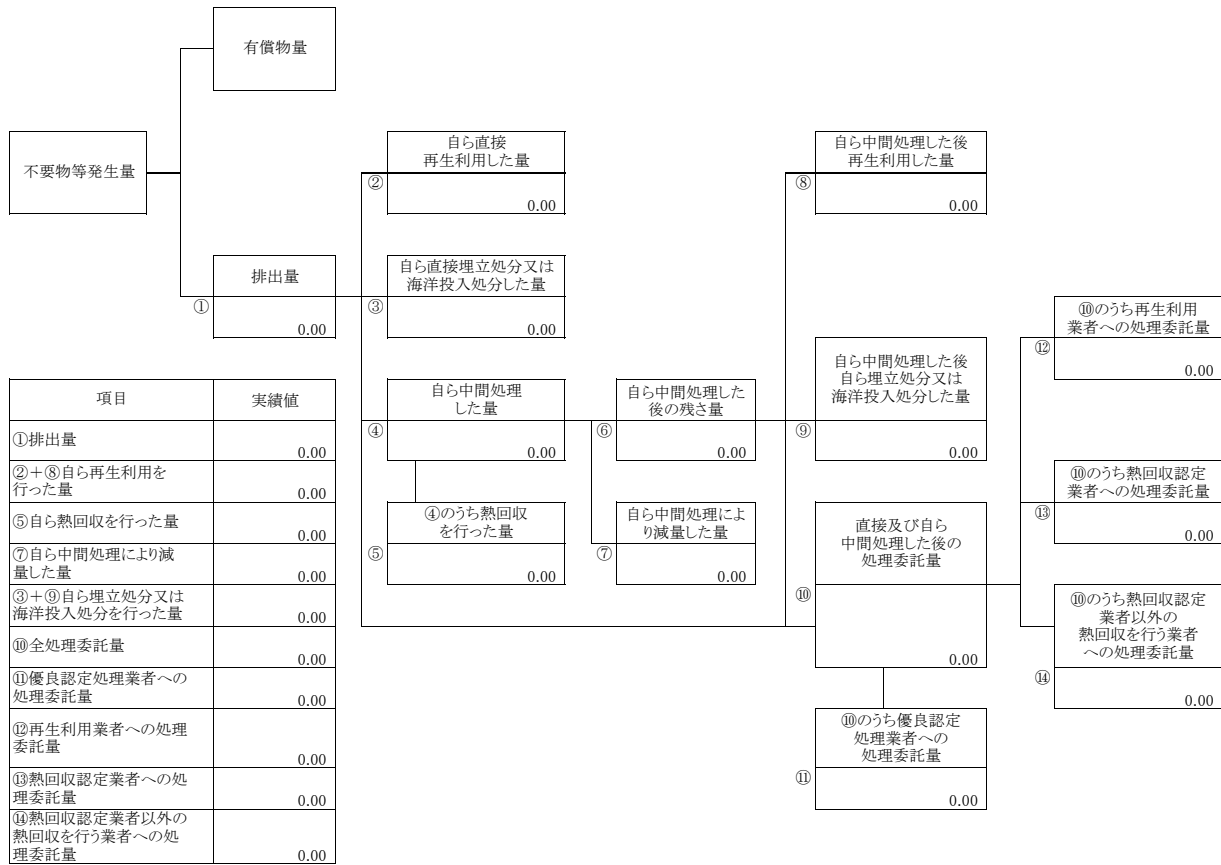 有償物量
不要物等発生量
自ら直接
再生利用した量
②
0.00
自ら中間処理した後
再生利用した量
⑧
0.00
排出量
①
0.00
自ら直接埋立処分又は
海洋投入処分した量
③
0.00
自ら中間処理
した量
④
0.00
自ら中間処理した
後の残さ量
⑥
0.00
自ら中間処理した後
自ら埋立処分又は
海洋投入処分した量
⑨
0.00
④のうち熱回収
を行った量
⑤
0.00
自ら中間処理によ
り減量した量
⑦
0.00
直接及び自ら
中間処理した後の
処理委託量
⑩
0.00
⑩のうち優良認定
処理業者への
処理委託量
⑪
0.00
⑩のうち再生利用
業者への処理委託量
⑫
0.00
⑩のうち熱回収認定
業者への処理委託量
⑬
0.00
⑩のうち熱回収認定
業者以外の
熱回収を行う業者
への処理委託量
⑭
0.00
項目 実績値
①排出量
0.00
②＋⑧自ら再生利用を
行った量
0.00
⑤自ら熱回収を行った量
0.00
⑦自ら中間処理により減
量した量
0.00
③＋⑨自ら埋立処分又は
海洋投入処分を行った量
0.00
⑩全処理委託量
0.00
⑪優良認定処理業者への
処理委託量
0.00
⑫再生利用業者への処理
委託量
0.00
⑬熱回収認定業者への処
理委託量
0.00
⑭熱回収認定業者以外の
熱回収を行う業者への処
理委託量
0.00